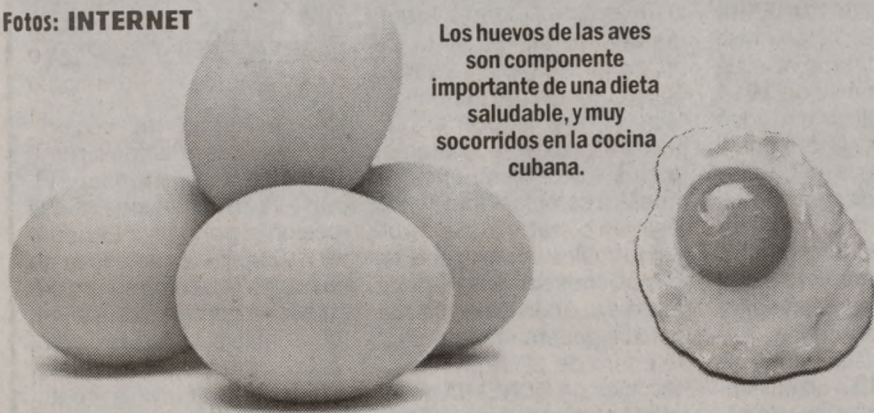 Fotos: INTERNET
Los huevos de las aves
son componente
importante de una dieta
saludable, y muy
socorridos en la cocina
cubana.